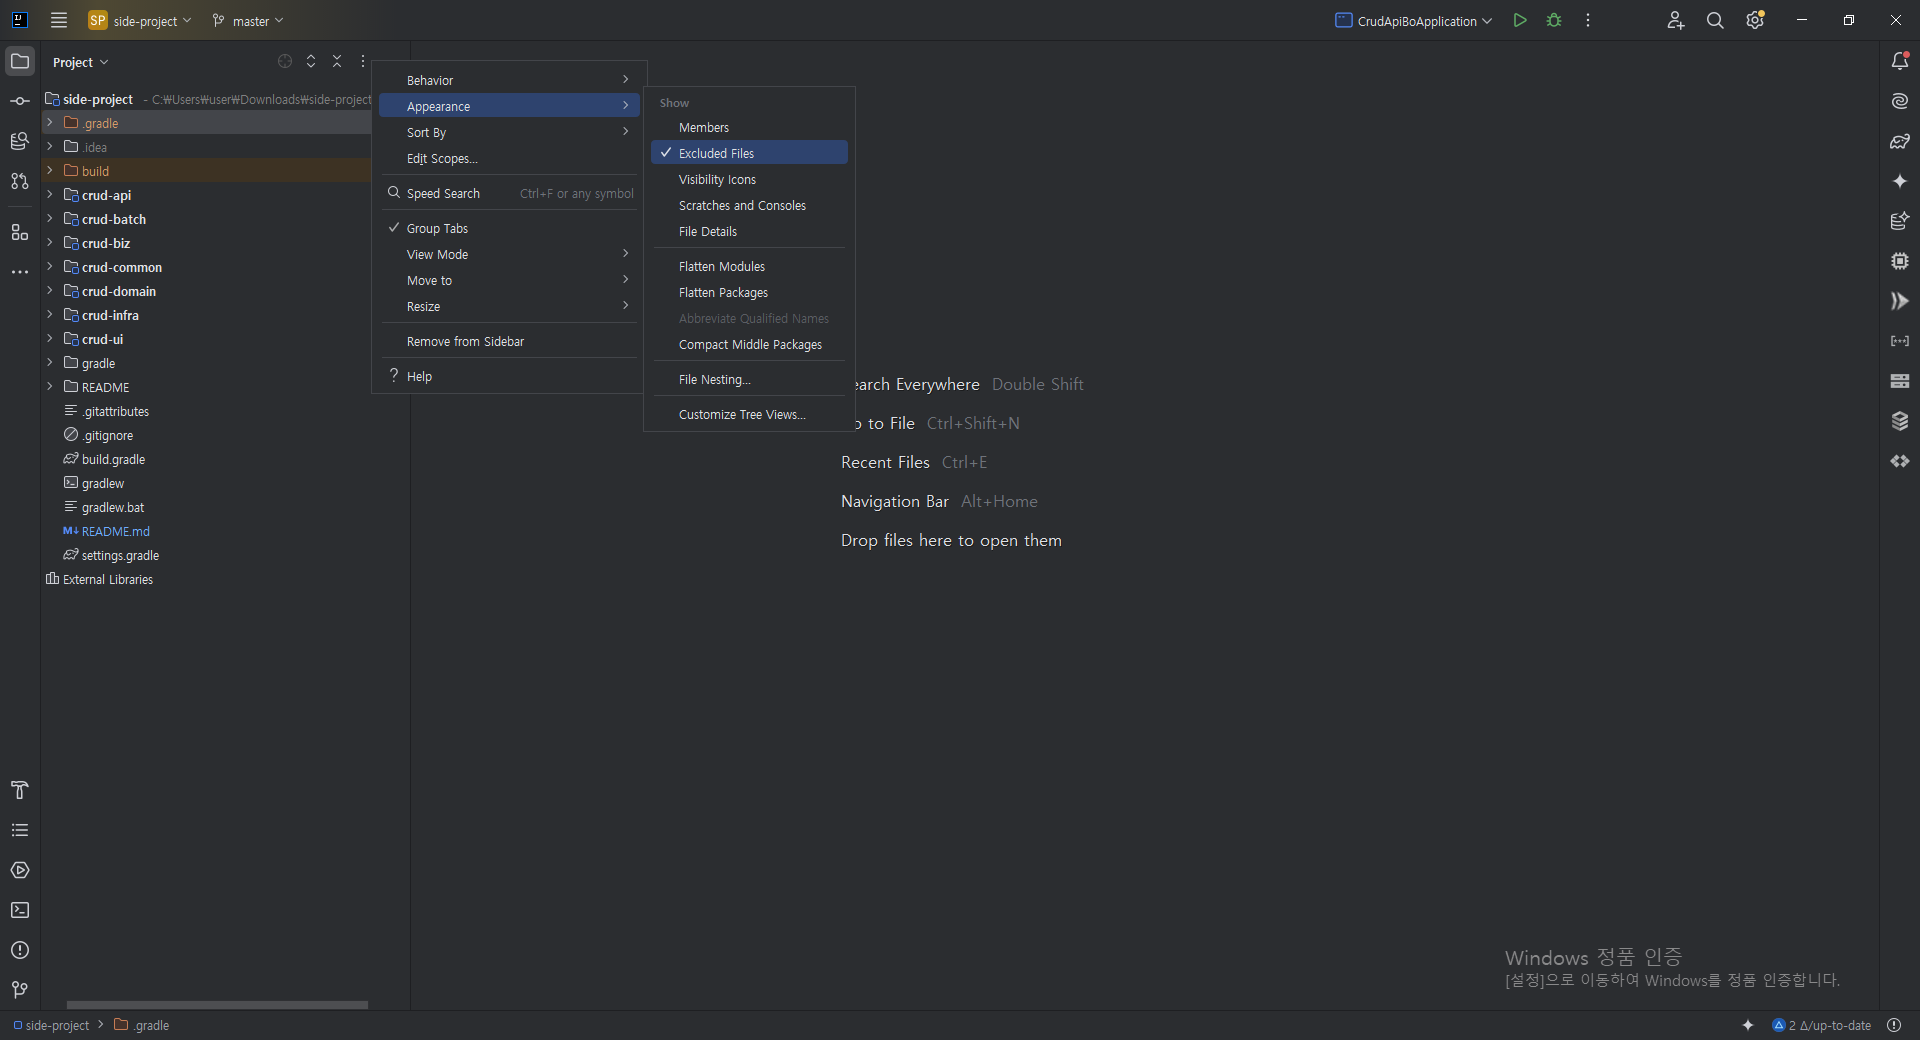 SP side-project master CrudApiBoApplication
Project
side-project - C:₩Users₩user₩Downloads₩side-project
.gradle
.idea
build
crud-api
crud-batch
crud-biz
crud-common
crud-domain
crud-infra
crud-ui
gradle
README
.gitattributes
.gitignore
build.gradle
gradlew
gradlew.bat
M↓ README.md
settings.gradle
External Libraries
Behavior
Appearance
Sort By
Edit Scopes...
Speed Search Ctrl+F or any symbol
Group Tabs
View Mode
Move to
Resize
Remove from Sidebar
? Help
Show
Members
Excluded Files
Visibility Icons
Scratches and Consoles
File Details
Flatten Modules
Flatten Packages
Abbreviate Qualified Names
Compact Middle Packages
File Nesting...
Customize Tree Views...
earch Everywhere Double Shift
o to File Ctrl+Shift+N
Recent Files Ctrl+E
Navigation Bar Alt+Home
Drop files here to open them
Windows 정품 인증
[설정]으로 이동하여 Windows를 정품 인증합니다.
side-project .gradle
2 Δ/up-to-date